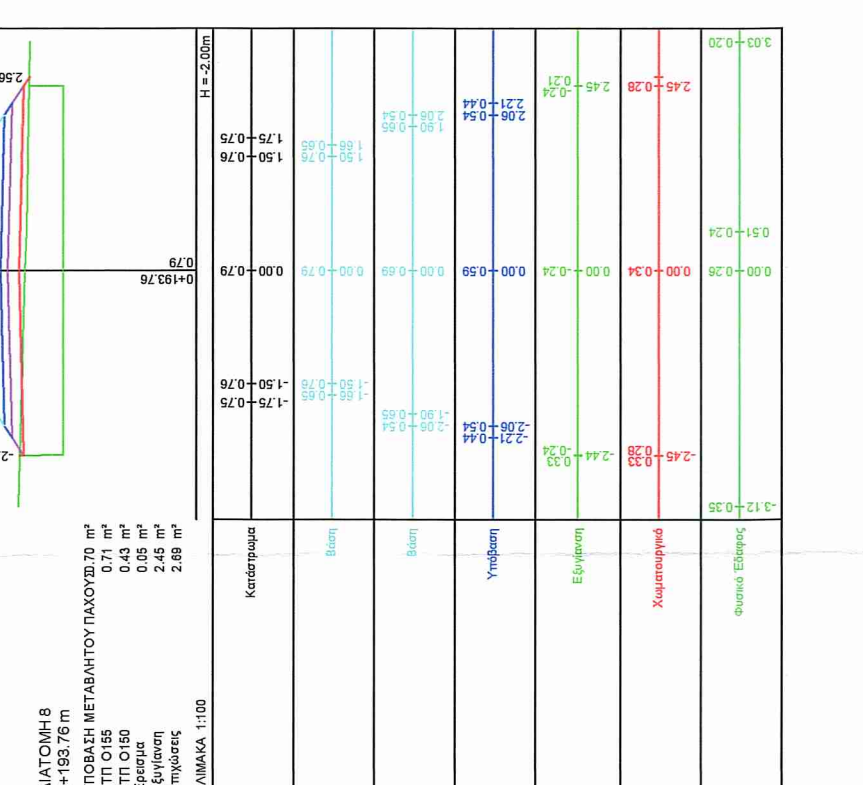 ΙΑΤΟΜΗ 8
+193.76 m
ΠΟΒΑΣΗ ΜΕΤΑΒΛΗΤΟΥ ΠΑΧΟΥΣ0.70 m²
ΤΠ Ο155 0.71 m²
ΤΠ Ο150 0.43 m²
ρεισμα 0.05 m²
ξυγίανση 2.45 m²
πιχώσεις 2.69 m²
ΛΙΜΑΚΑ 1:100
H = -2.00m
2.56
-2.
0+193.76
0.79
Κατάστρωμα
-1.75 0.75
-1.50 0.76
0.00 0.79
1.50 0.76
1.75 0.75
Βάση
-1.66 0.65
-1.50 0.76
0.00 0.79
1.50 0.76
1.66 0.65
Βάση
-2.06 0.54
-1.90 0.65
0.00 0.69
1.90 0.65
2.06 0.54
Υπόβαση
-2.21 0.44
-2.06 0.54
0.00 0.59
2.06 0.54
2.21 0.44
Εξυγίανση
-2.44 0.33
-0.24
0.00 -0.24
2.45 -0.24
0.21
Χωματουργικά
-2.45 0.33
0.28
0.00 0.34
2.45 0.28
Φυσικό Έδαφος
-3.12 0.35
0.00 0.26
0.51 0.24
3.03 0.20